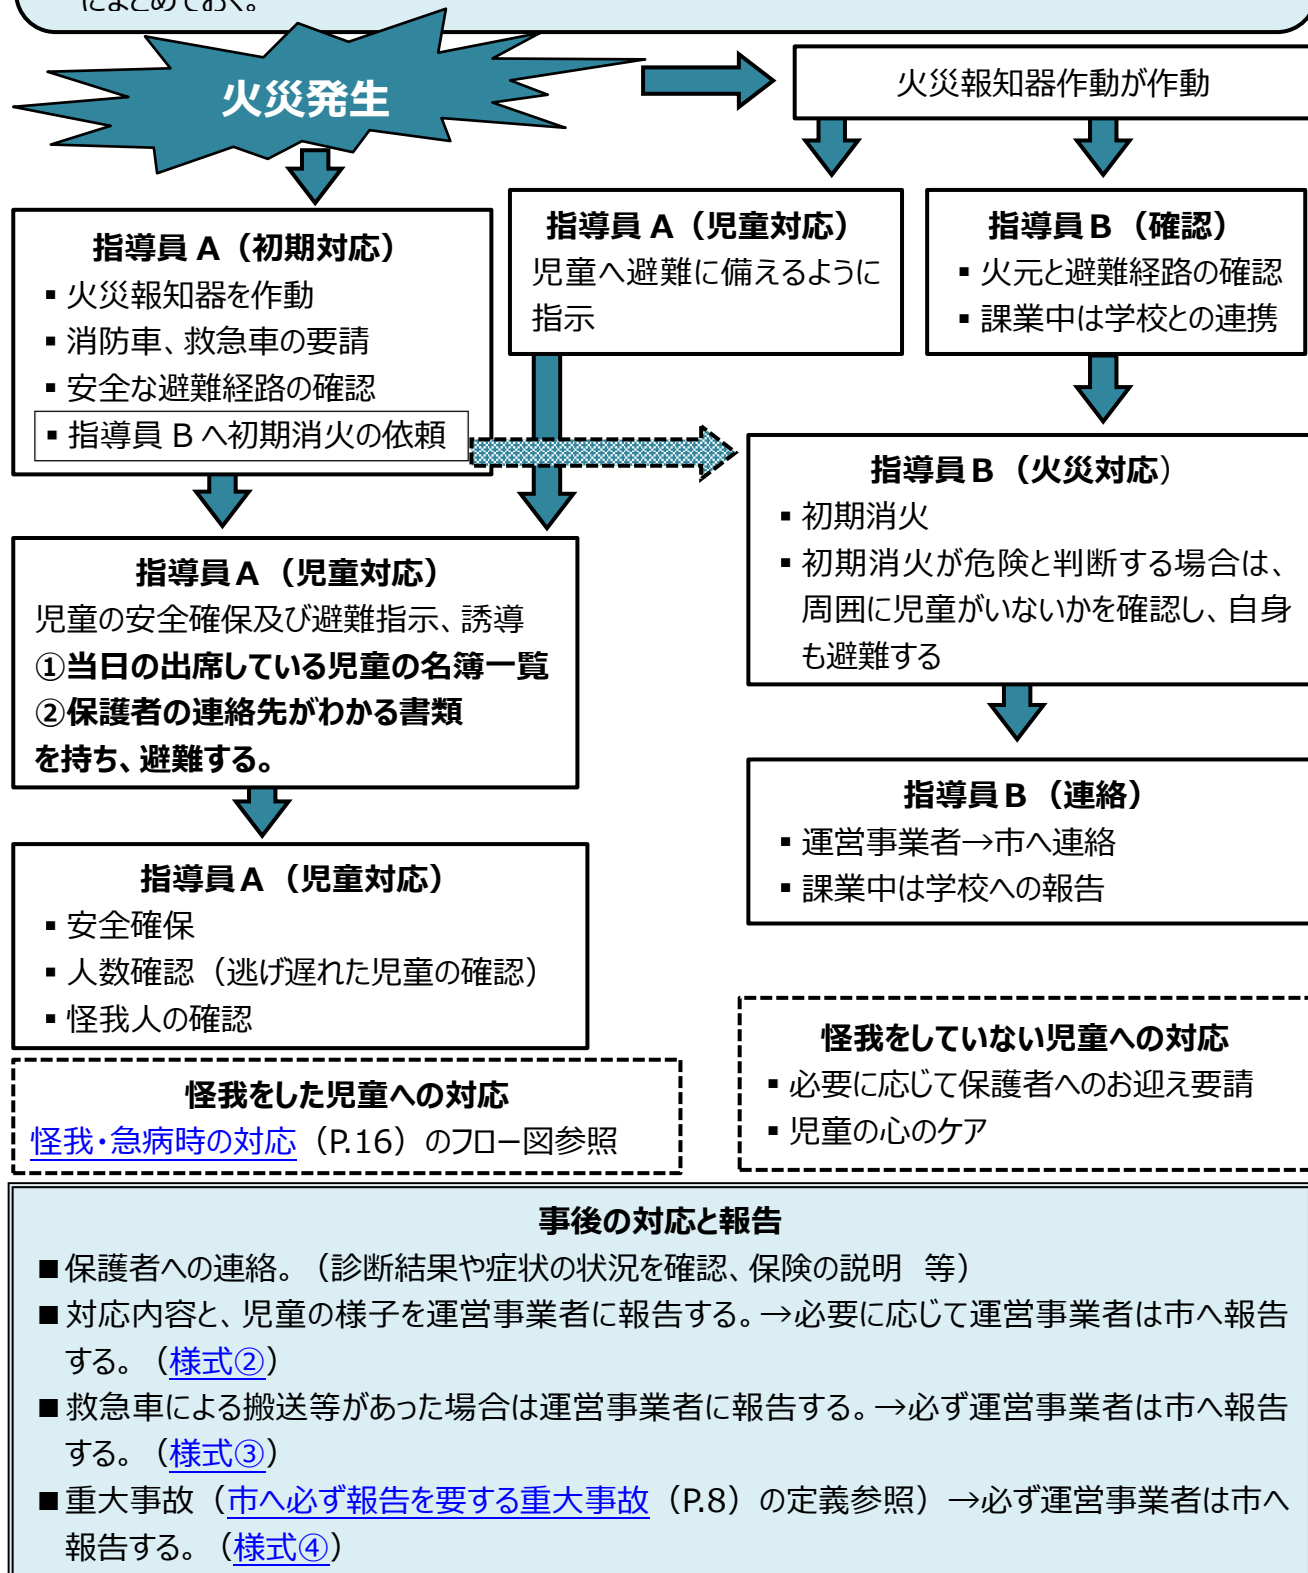 にまとめておく。
火災発生
火災報知器作動が作動
指導員A（初期対応）
▪火災報知器を作動
▪消防車、救急車の要請
▪安全な避難経路の確認
▪指導員Bへ初期消火の依頼
指導員A（児童対応）
児童へ避難に備えるように
指示
指導員B（確認）
▪火元と避難経路の確認
▪課業中は学校との連携
指導員B（火災対応）
▪初期消火
▪初期消火が危険と判断する場合は、
周囲に児童がいないかを確認し、自身
も避難する
指導員A（児童対応）
児童の安全確保及び避難指示、誘導
①当日の出席している児童の名簿一覧
②保護者の連絡先がわかる書類
を持ち、避難する。
指導員B（連絡）
▪運営事業者→市へ連絡
▪課業中は学校への報告
指導員A（児童対応）
▪安全確保
▪人数確認（逃げ遅れた児童の確認）
▪怪我人の確認
怪我をした児童への対応
怪我・急病時の対応（P.16）のフロー図参照
怪我をしていない児童への対応
▪必要に応じて保護者へのお迎え要請
▪児童の心のケア
事後の対応と報告
■保護者への連絡。（診断結果や症状の状況を確認、保険の説明　等）
■対応内容と、児童の様子を運営事業者に報告する。→必要に応じて運営事業者は市へ報告
する。（様式②）
■救急車による搬送等があった場合は運営事業者に報告する。→必ず運営事業者は市へ報告
する。（様式③）
■重大事故（市へ必ず報告を要する重大事故（P.8）の定義参照）→必ず運営事業者は市へ
報告する。（様式④）